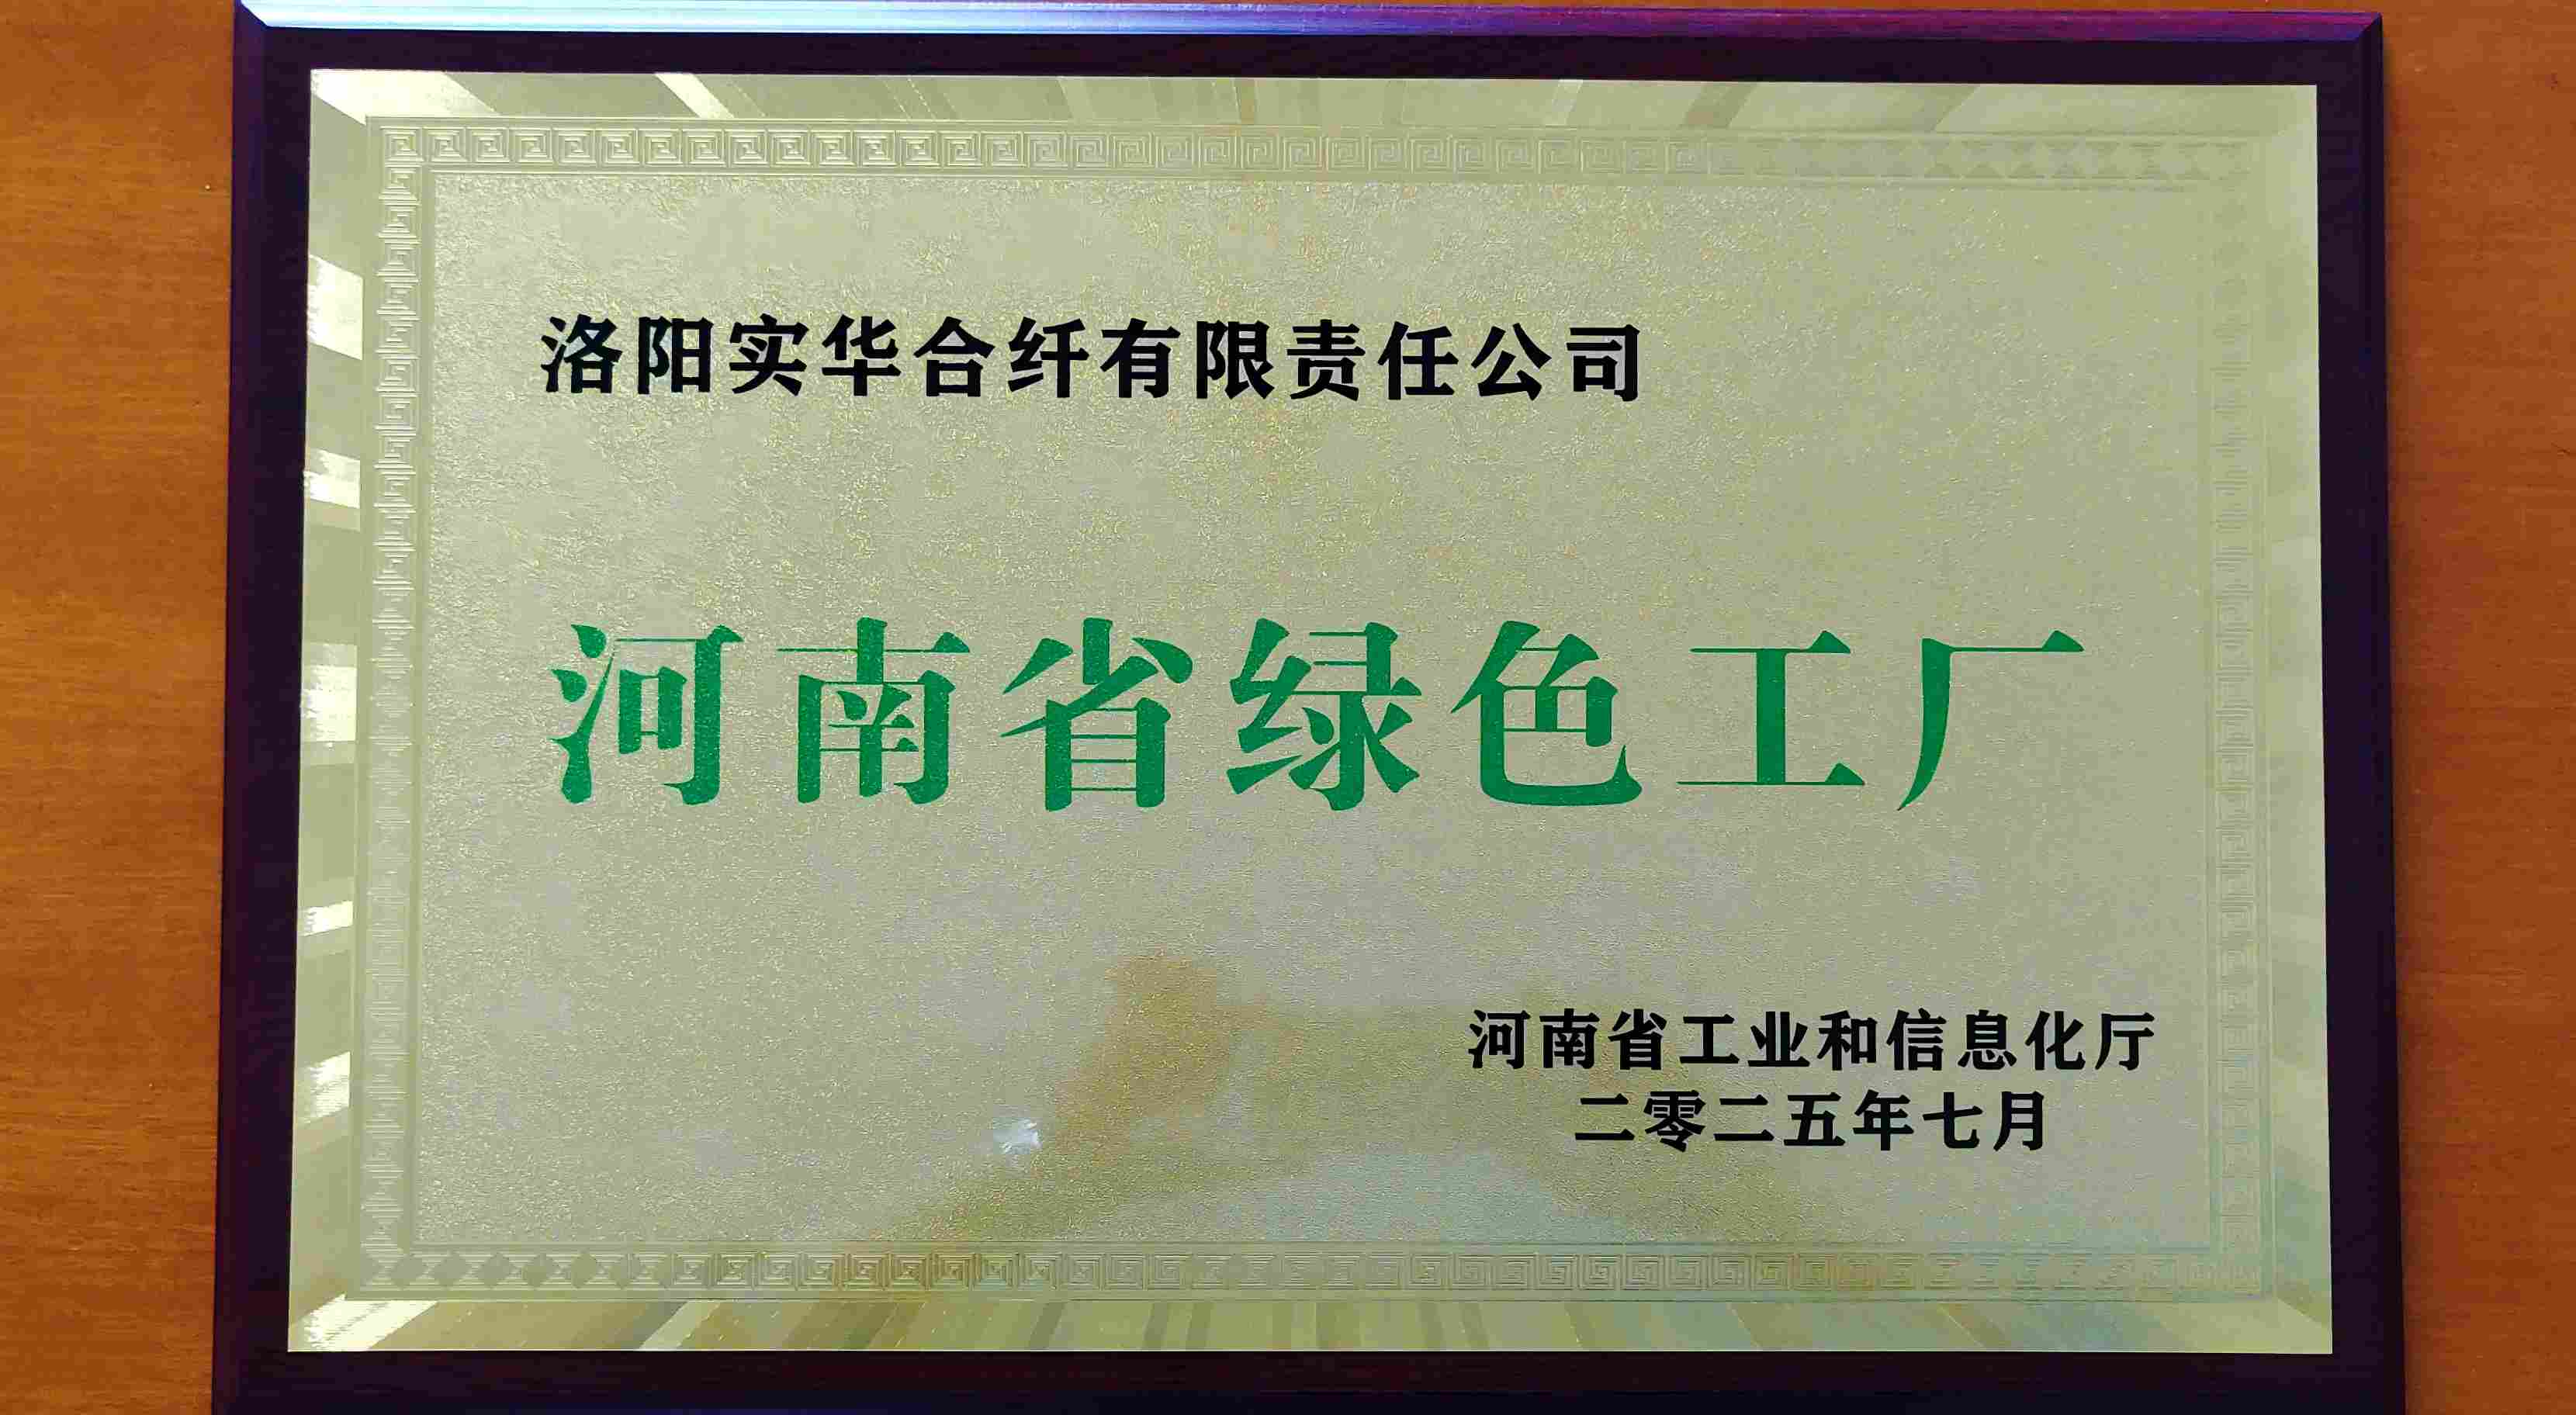 洛阳实华合纤有限责任公司
河南省绿色工厂
河南省工业和信息化厅
二零二五年七月